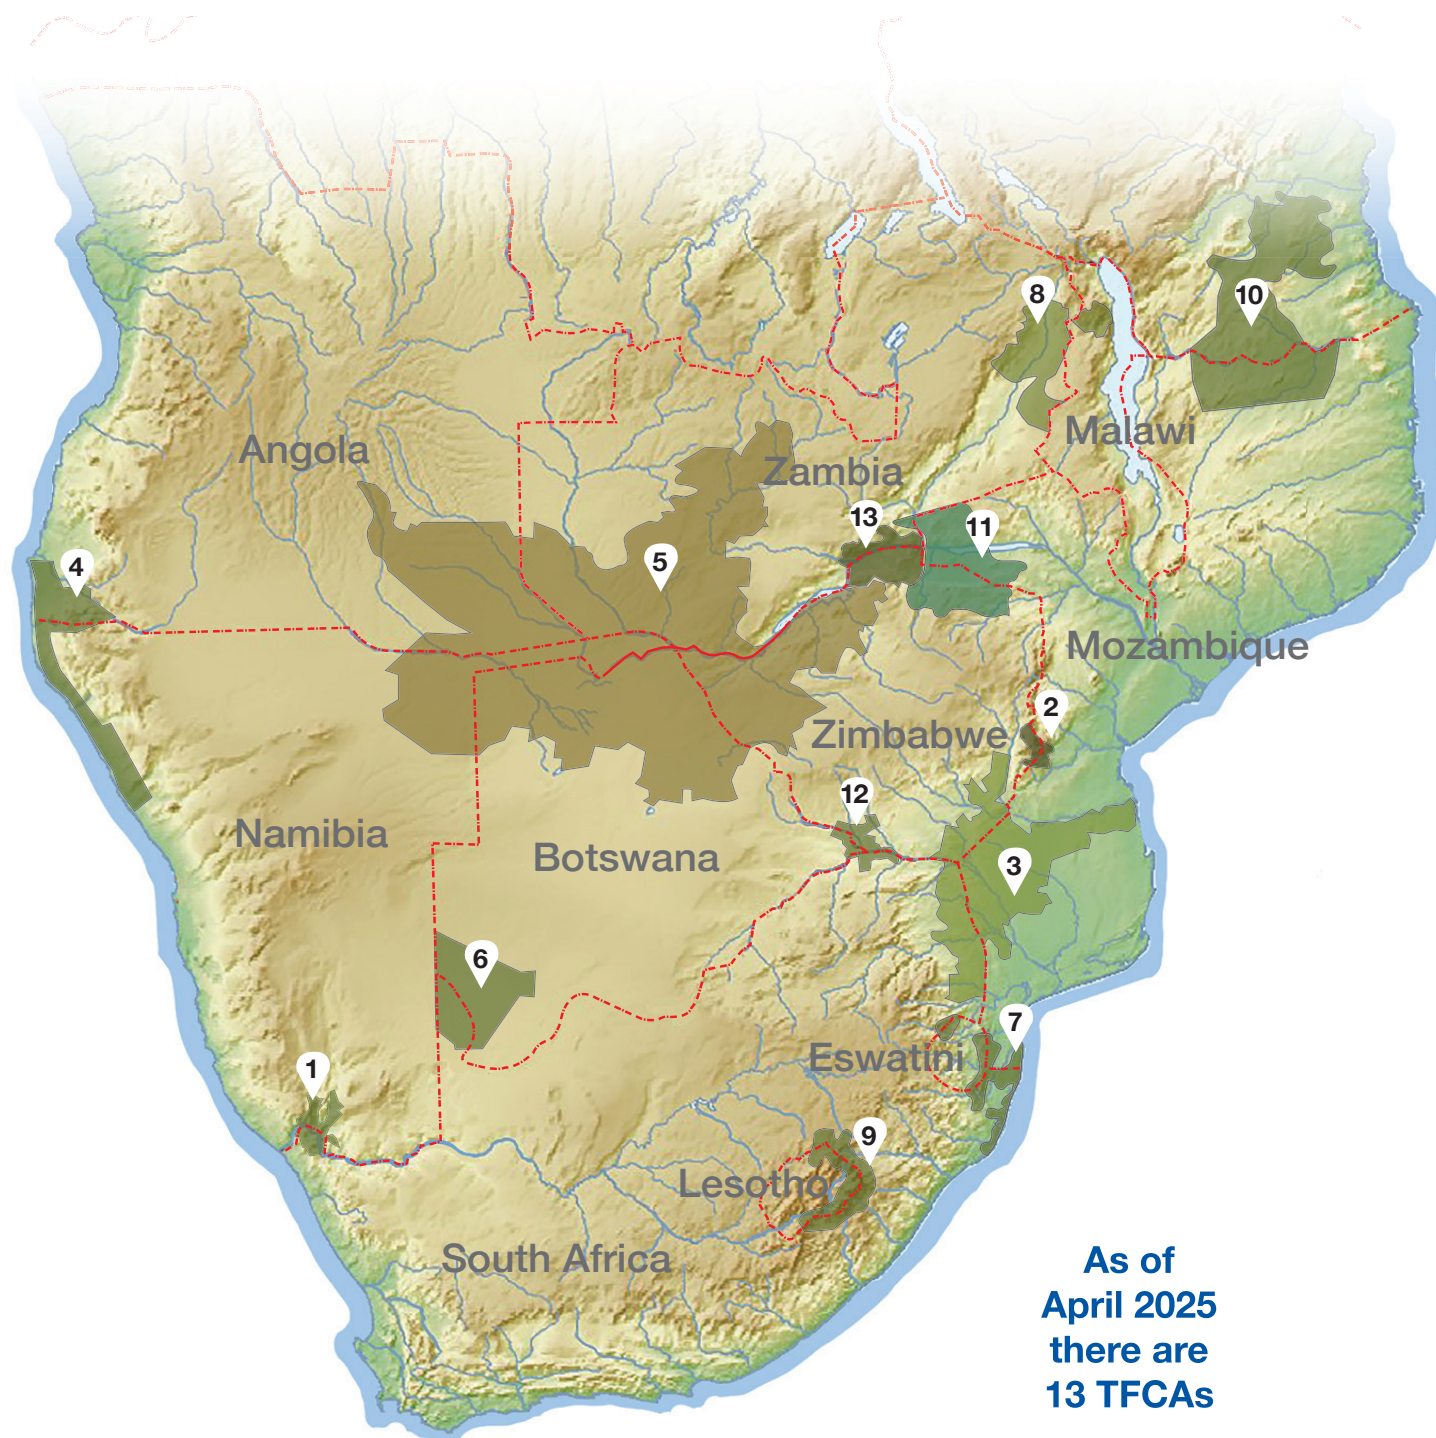 8
10
Malawi
Angola
Zambia
13
11
4
5
Mozambique
2
Zimbabwe
12
Namibia
Botswana
3
6
7
Eswatini
1
9
Lesotho
South Africa
As of
April 2025
there are
13 TFCAs